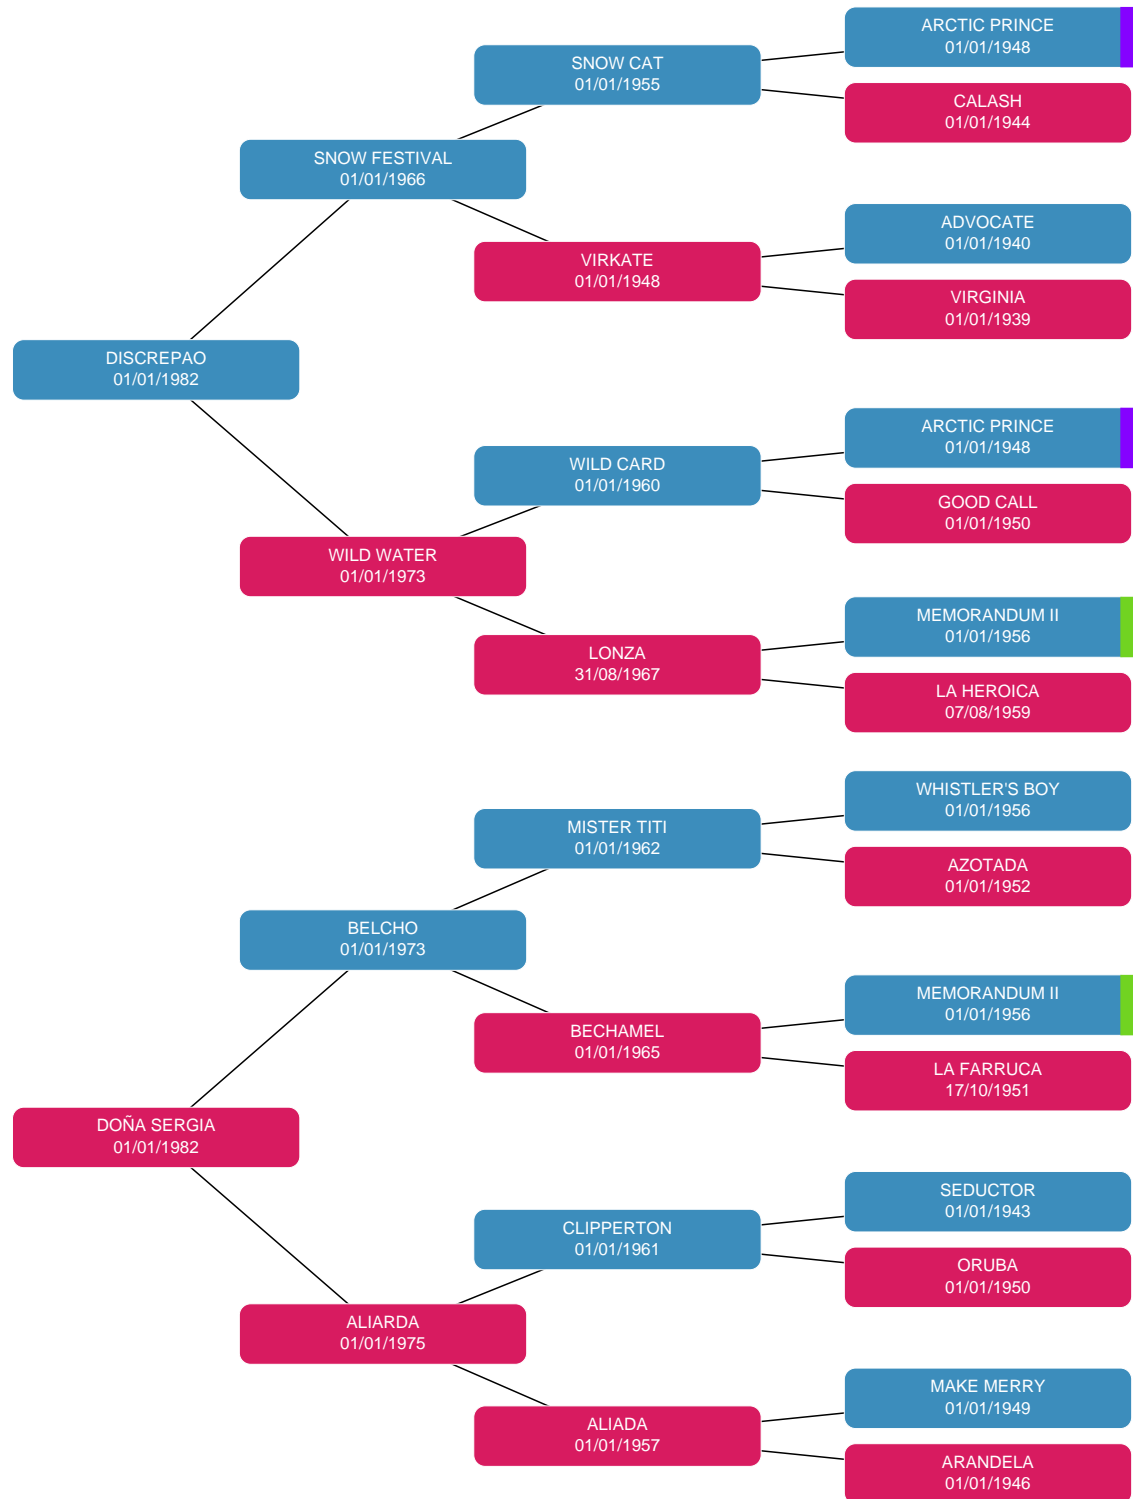 ARCTIC PRINCE
01/01/1948
SNOW CAT
01/01/1955
CALASH
01/01/1944
SNOW FESTIVAL
01/01/1966
ADVOCATE
01/01/1940
VIRKATE
01/01/1948
VIRGINIA
01/01/1939
DISCREPAO
01/01/1982
ARCTIC PRINCE
01/01/1948
WILD CARD
01/01/1960
GOOD CALL
01/01/1950
WILD WATER
01/01/1973
MEMORANDUM II
01/01/1956
LONZA
31/08/1967
LA HEROICA
07/08/1959
WHISTLER'S BOY
01/01/1956
MISTER TITI
01/01/1962
AZOTADA
01/01/1952
BELCHO
01/01/1973
MEMORANDUM II
01/01/1956
BECHAMEL
01/01/1965
LA FARRUCA
17/10/1951
DOÑA SERGIA
01/01/1982
SEDUCTOR
01/01/1943
CLIPPERTON
01/01/1961
ORUBA
01/01/1950
ALIARDA
01/01/1975
MAKE MERRY
01/01/1949
ALIADA
01/01/1957
ARANDELA
01/01/1946